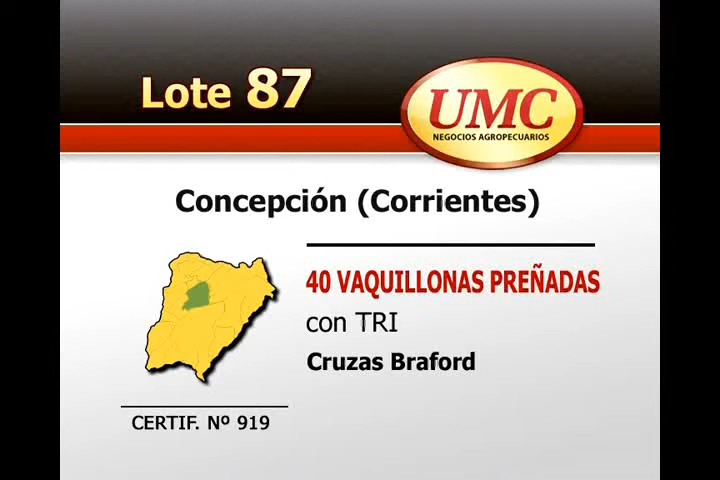 Lote 87
UMC
NEGOCIOS AGROPECUARIOS
Concepción (Corrientes)
40 VAQUILLONAS PREÑADAS
con TRI
Cruzas Braford
CERTIF. Nº 919